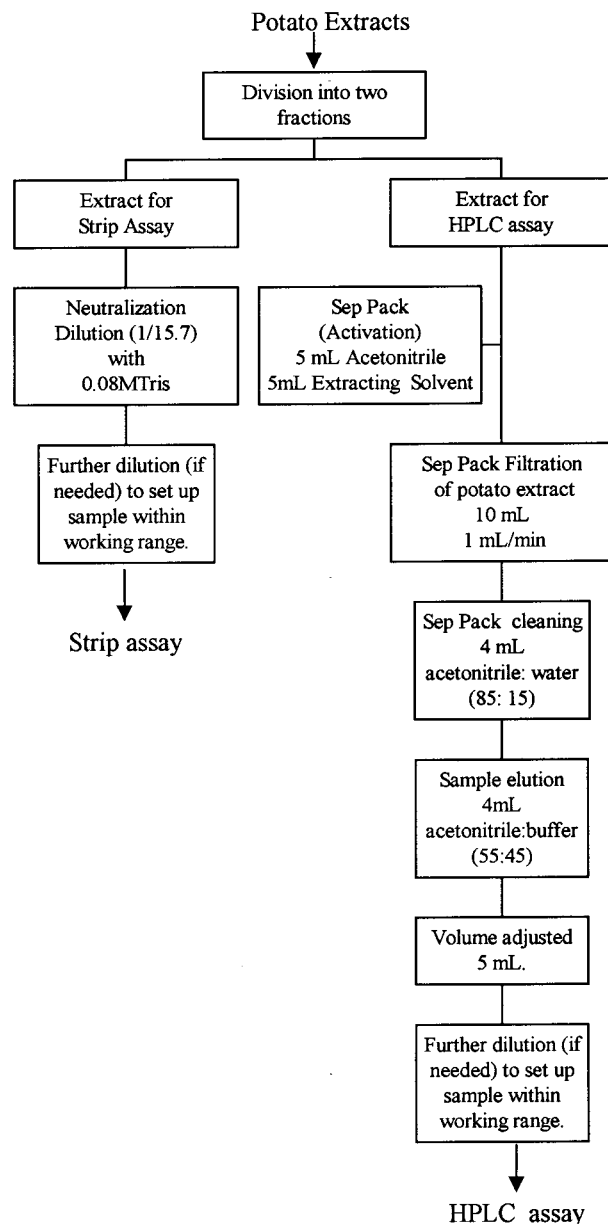 Potato Extracts
Division into two
fractions
Extract for
Strip Assay
Extract for
HPLC assay
Neutralization
Dilution (1/15.7)
with
0.08MTris
Sep Pack
(Activation)
5 mL Acetonitrile
5mL Extracting Solvent
Further dilution (if
needed) to set up
sample within
working range.
Strip assay
Sep Pack Filtration
of potato extract
10 mL
1 mL/min
Sep Pack cleaning
4 mL
acetonitrile: water
(85: 15)
Sample elution
4mL
acetonitrile:buffer
(55:45)
Volume adjusted
5 mL.
Further dilution (if
needed) to set up
sample within
working range.
HPLC assay